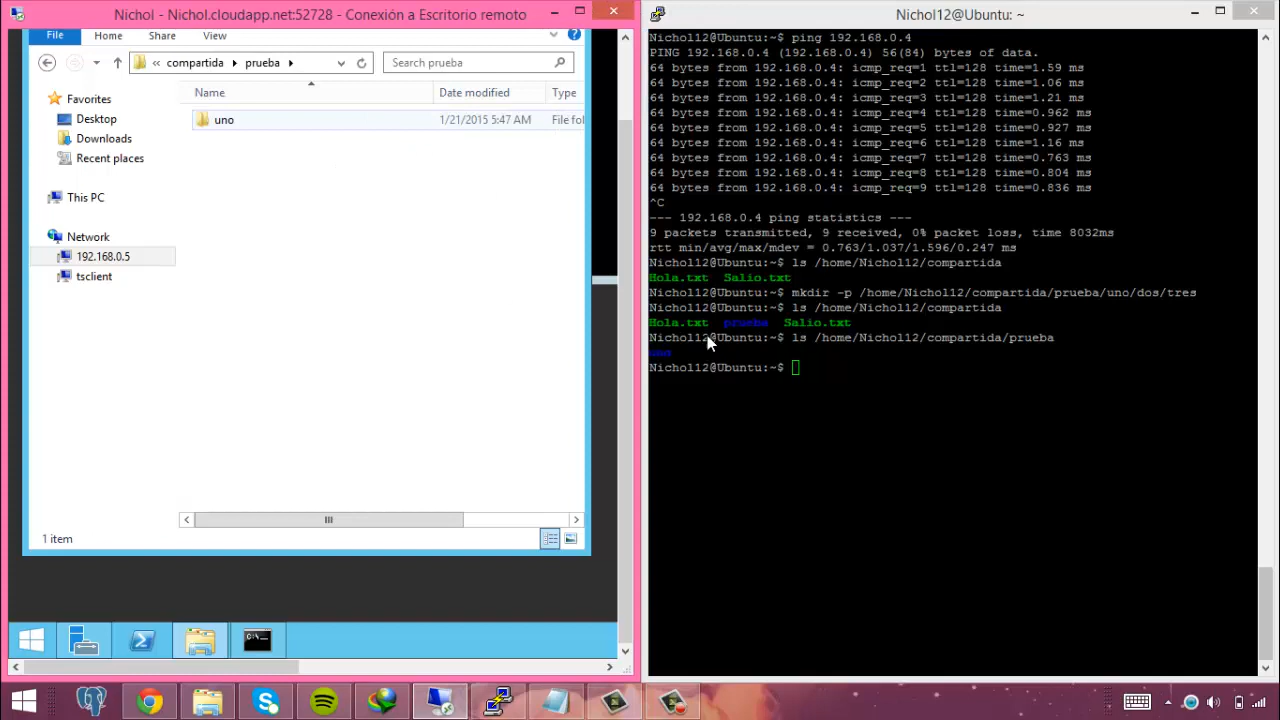 Nichol - Nichol.cloudapp.net:52728 - Conexión a Escritorio remoto
File Home Share View
« compartida prueba
Search prueba
Name Date modified Type
Favorites
Desktop
Downloads
Recent places
This PC
Network
192.168.0.5
tsclient
uno 1/21/2015 5:47 AM File fol
1 item
Nichol12@Ubuntu: ~
Nichol12@Ubuntu:~$ ping 192.168.0.4
PING 192.168.0.4 (192.168.0.4) 56(84) bytes of data.
64 bytes from 192.168.0.4: icmp_req=1 ttl=128 time=1.59 ms
64 bytes from 192.168.0.4: icmp_req=2 ttl=128 time=1.06 ms
64 bytes from 192.168.0.4: icmp_req=3 ttl=128 time=1.21 ms
64 bytes from 192.168.0.4: icmp_req=4 ttl=128 time=0.962 ms
64 bytes from 192.168.0.4: icmp_req=5 ttl=128 time=0.927 ms
64 bytes from 192.168.0.4: icmp_req=6 ttl=128 time=1.16 ms
64 bytes from 192.168.0.4: icmp_req=7 ttl=128 time=0.763 ms
64 bytes from 192.168.0.4: icmp_req=8 ttl=128 time=0.804 ms
64 bytes from 192.168.0.4: icmp_req=9 ttl=128 time=0.836 ms
^C
--- 192.168.0.4 ping statistics ---
9 packets transmitted, 9 received, 0% packet loss, time 8032ms
rtt min/avg/max/mdev = 0.763/1.037/1.596/0.247 ms
Nichol12@Ubuntu:~$ ls /home/Nichol12/compartida
Hola.txt Salio.txt
Nichol12@Ubuntu:~$ mkdir -p /home/Nichol12/compartida/prueba/uno/dos/tres
Nichol12@Ubuntu:~$ ls /home/Nichol12/compartida
Hola.txt prueba Salio.txt
Nichol12@Ubuntu:~$ ls /home/Nichol12/compartida/prueba
uno
Nichol12@Ubuntu:~$